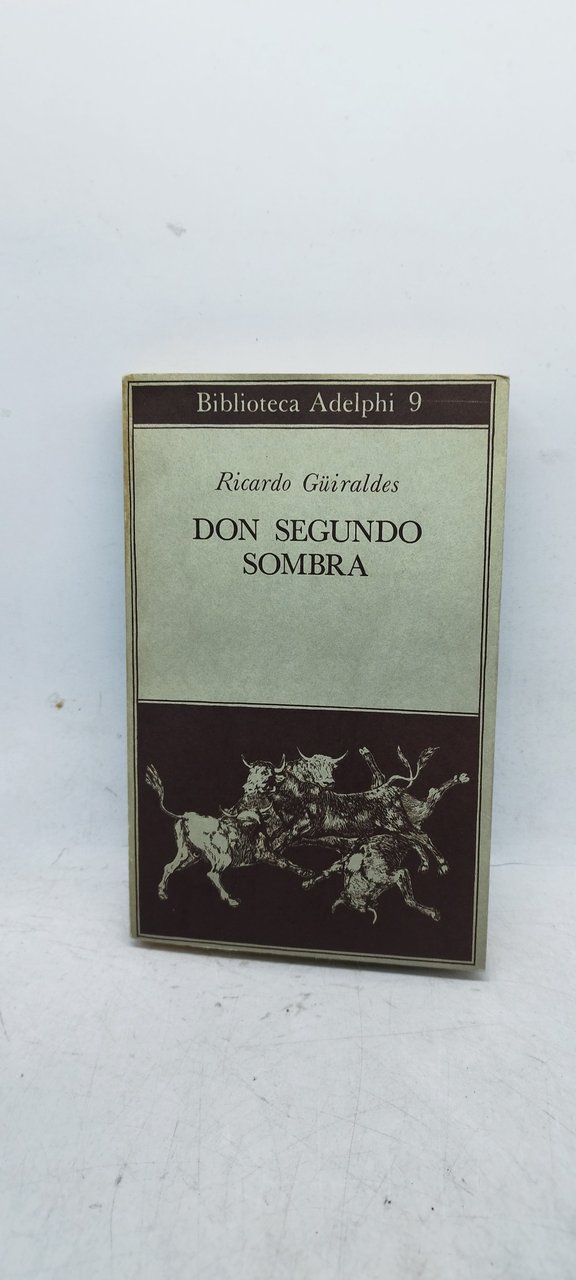 Biblioteca Adelphi 9
Ricardo Güiraldes
DON SEGUNDO
SOMBRA